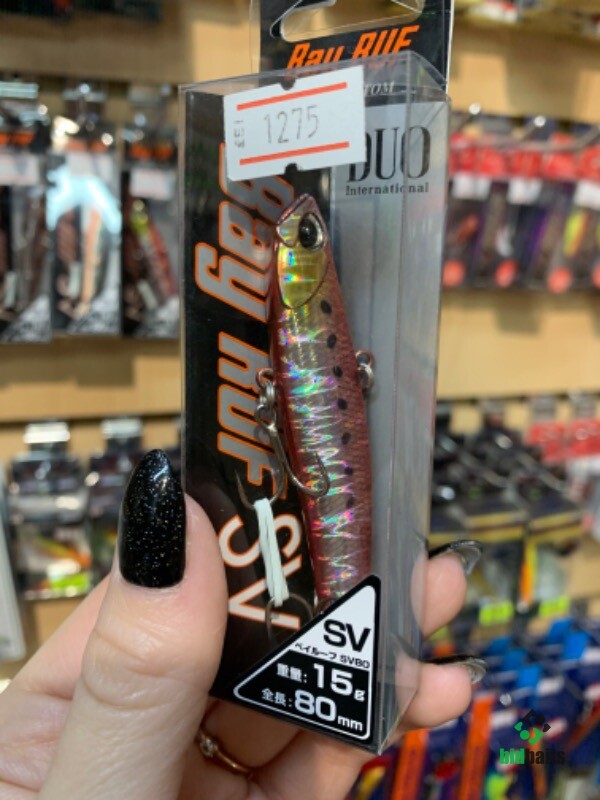 Bay RUF
1275
DUO
International
Bay RUF SV
SV
ベイルーフ SV80
重量:15g
全長:80mm
bidbaits